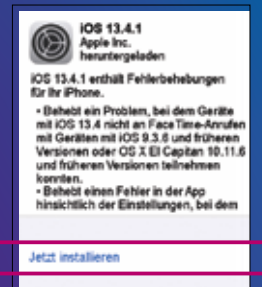 iOS 13.4.1
Apple Inc.
heruntergeladen
iOS 13.4.1 enthält Fehlerbehebungen
für Ihr iPhone.
• Behebt ein Problem, bei dem Geräte
mit iOS 13.4 nicht an FaceTime-Anrufen
mit Geräten mit iOS 9.3.6 und früheren
Versionen oder OS X El Capitan 10.11.6
und früheren Versionen teilnehmen
konnten.
• Behebt einen Fehler in der App
hinsichtlich der Einstellungen, bei dem
Jetzt installieren